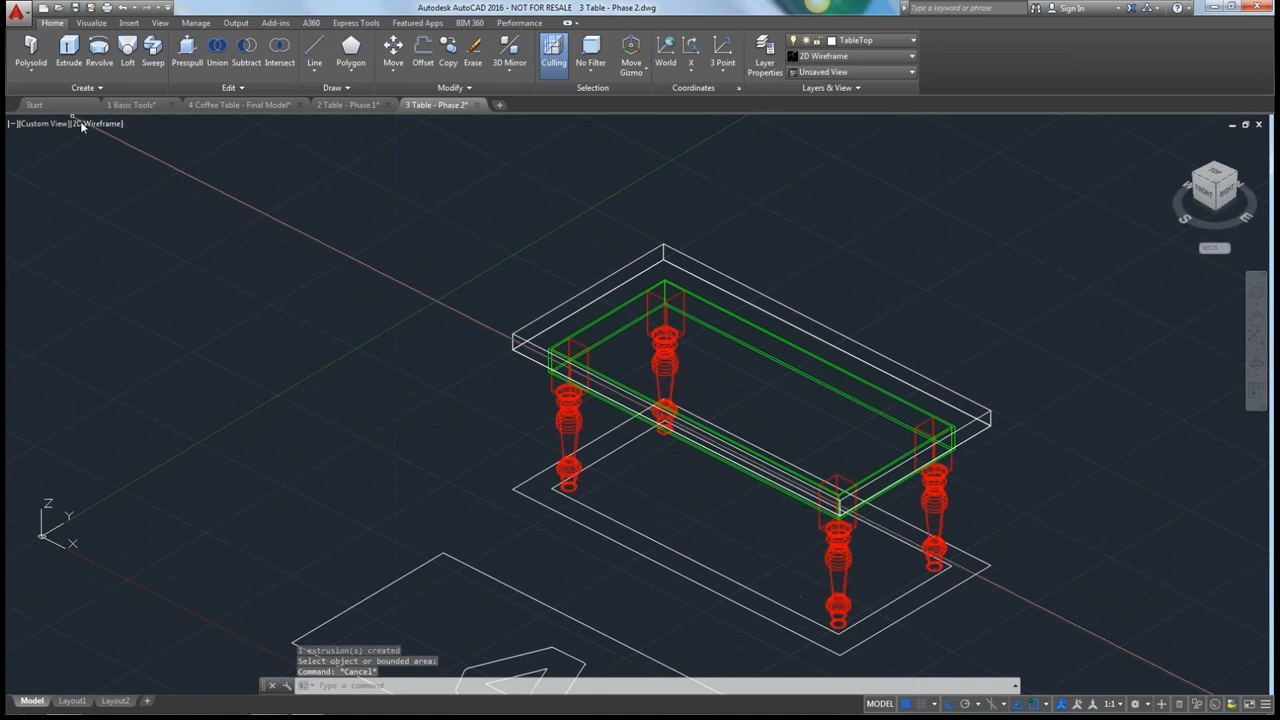 Autodesk AutoCAD 2016 - NOT FOR RESALE 3 Table - Phase 2.dwg
Type a keyword or phrase
Sign In
Home Insert Visualize Insert View Manage Output Add-ins A360 Express Tools Featured Apps BIM 360 Performance
Polysolid Extrude Revolve Loft Sweep Presspull Union Subtract Intersect Line Polygon Move Offset Copy Erase 3D Mirror Culling No Filter Move Gizmo World X 3 Point Layer Properties
TableTop
2D Wireframe
Unsaved View
Create Edit Draw Modify Selection Coordinates Layers & View
Start 1 Basic Tools* 4 Coffee Table - Final Model* 2 Table - Phase 1* 3 Table - Phase 2*
[−][Custom View][2D Wireframe]
TOP
FRONT RIGHT
W N
S E
WCS
Z
Y
X
1 extrusion(s) created
Select object or bounded area:
Command: *Cancel*
Type a command
Model Layout1 Layout2
MODEL 1:1